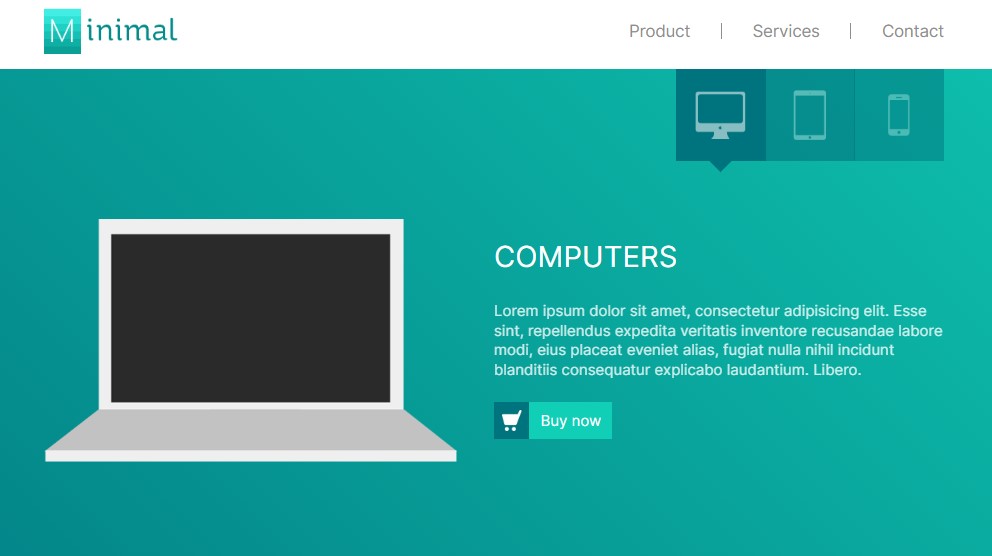 Minimal
Product | Services | Contact
COMPUTERS
Lorem ipsum dolor sit amet, consectetur adipisicing elit. Esse
sint, repellendus expedita veritatis inventore recusandae labore
modi, eius placeat eveniet alias, fugiat nulla nihil incidunt
blanditiis consequatur explicabo laudantium. Libero.
Buy now